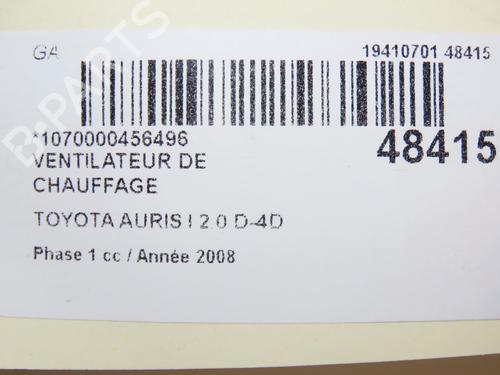 GA
19410701 48415
*1070000456496
48415
VENTILATEUR DE
CHAUFFAGE
TOYOTA AURIS I 2.0 D-4D
Phase 1 cc / Année 2008
B-PARTS